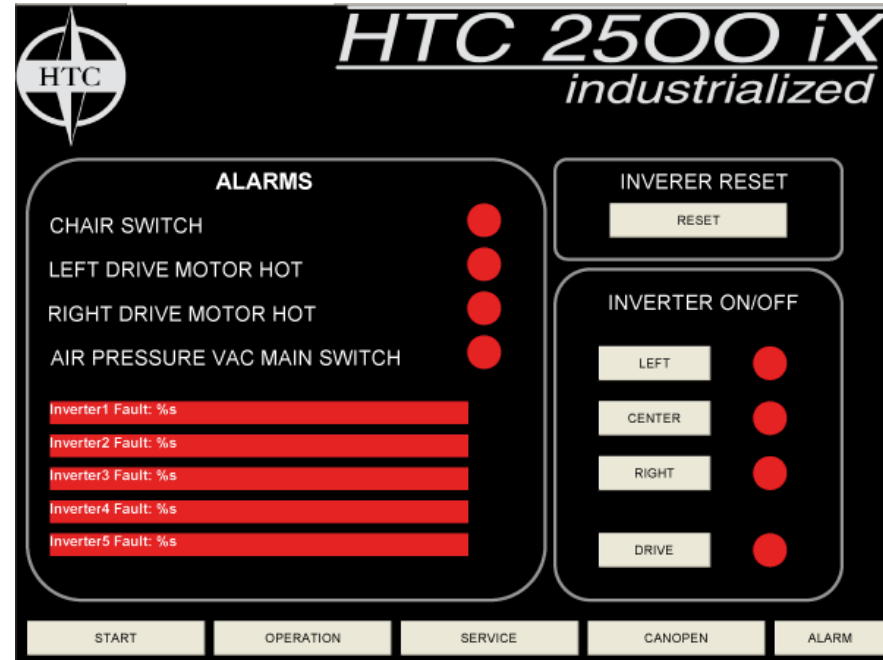 HTC
HTC 2500 iX
industrialized
ALARMS
CHAIR SWITCH
LEFT DRIVE MOTOR HOT
RIGHT DRIVE MOTOR HOT
AIR PRESSURE VAC MAIN SWITCH
Inverter1 Fault: %s
Inverter2 Fault: %s
Inverter3 Fault: %s
Inverter4 Fault: %s
Inverter5 Fault: %s
INVERER RESET
RESET
INVERTER ON/OFF
LEFT
CENTER
RIGHT
DRIVE
START OPERATION SERVICE CANOPEN ALARM